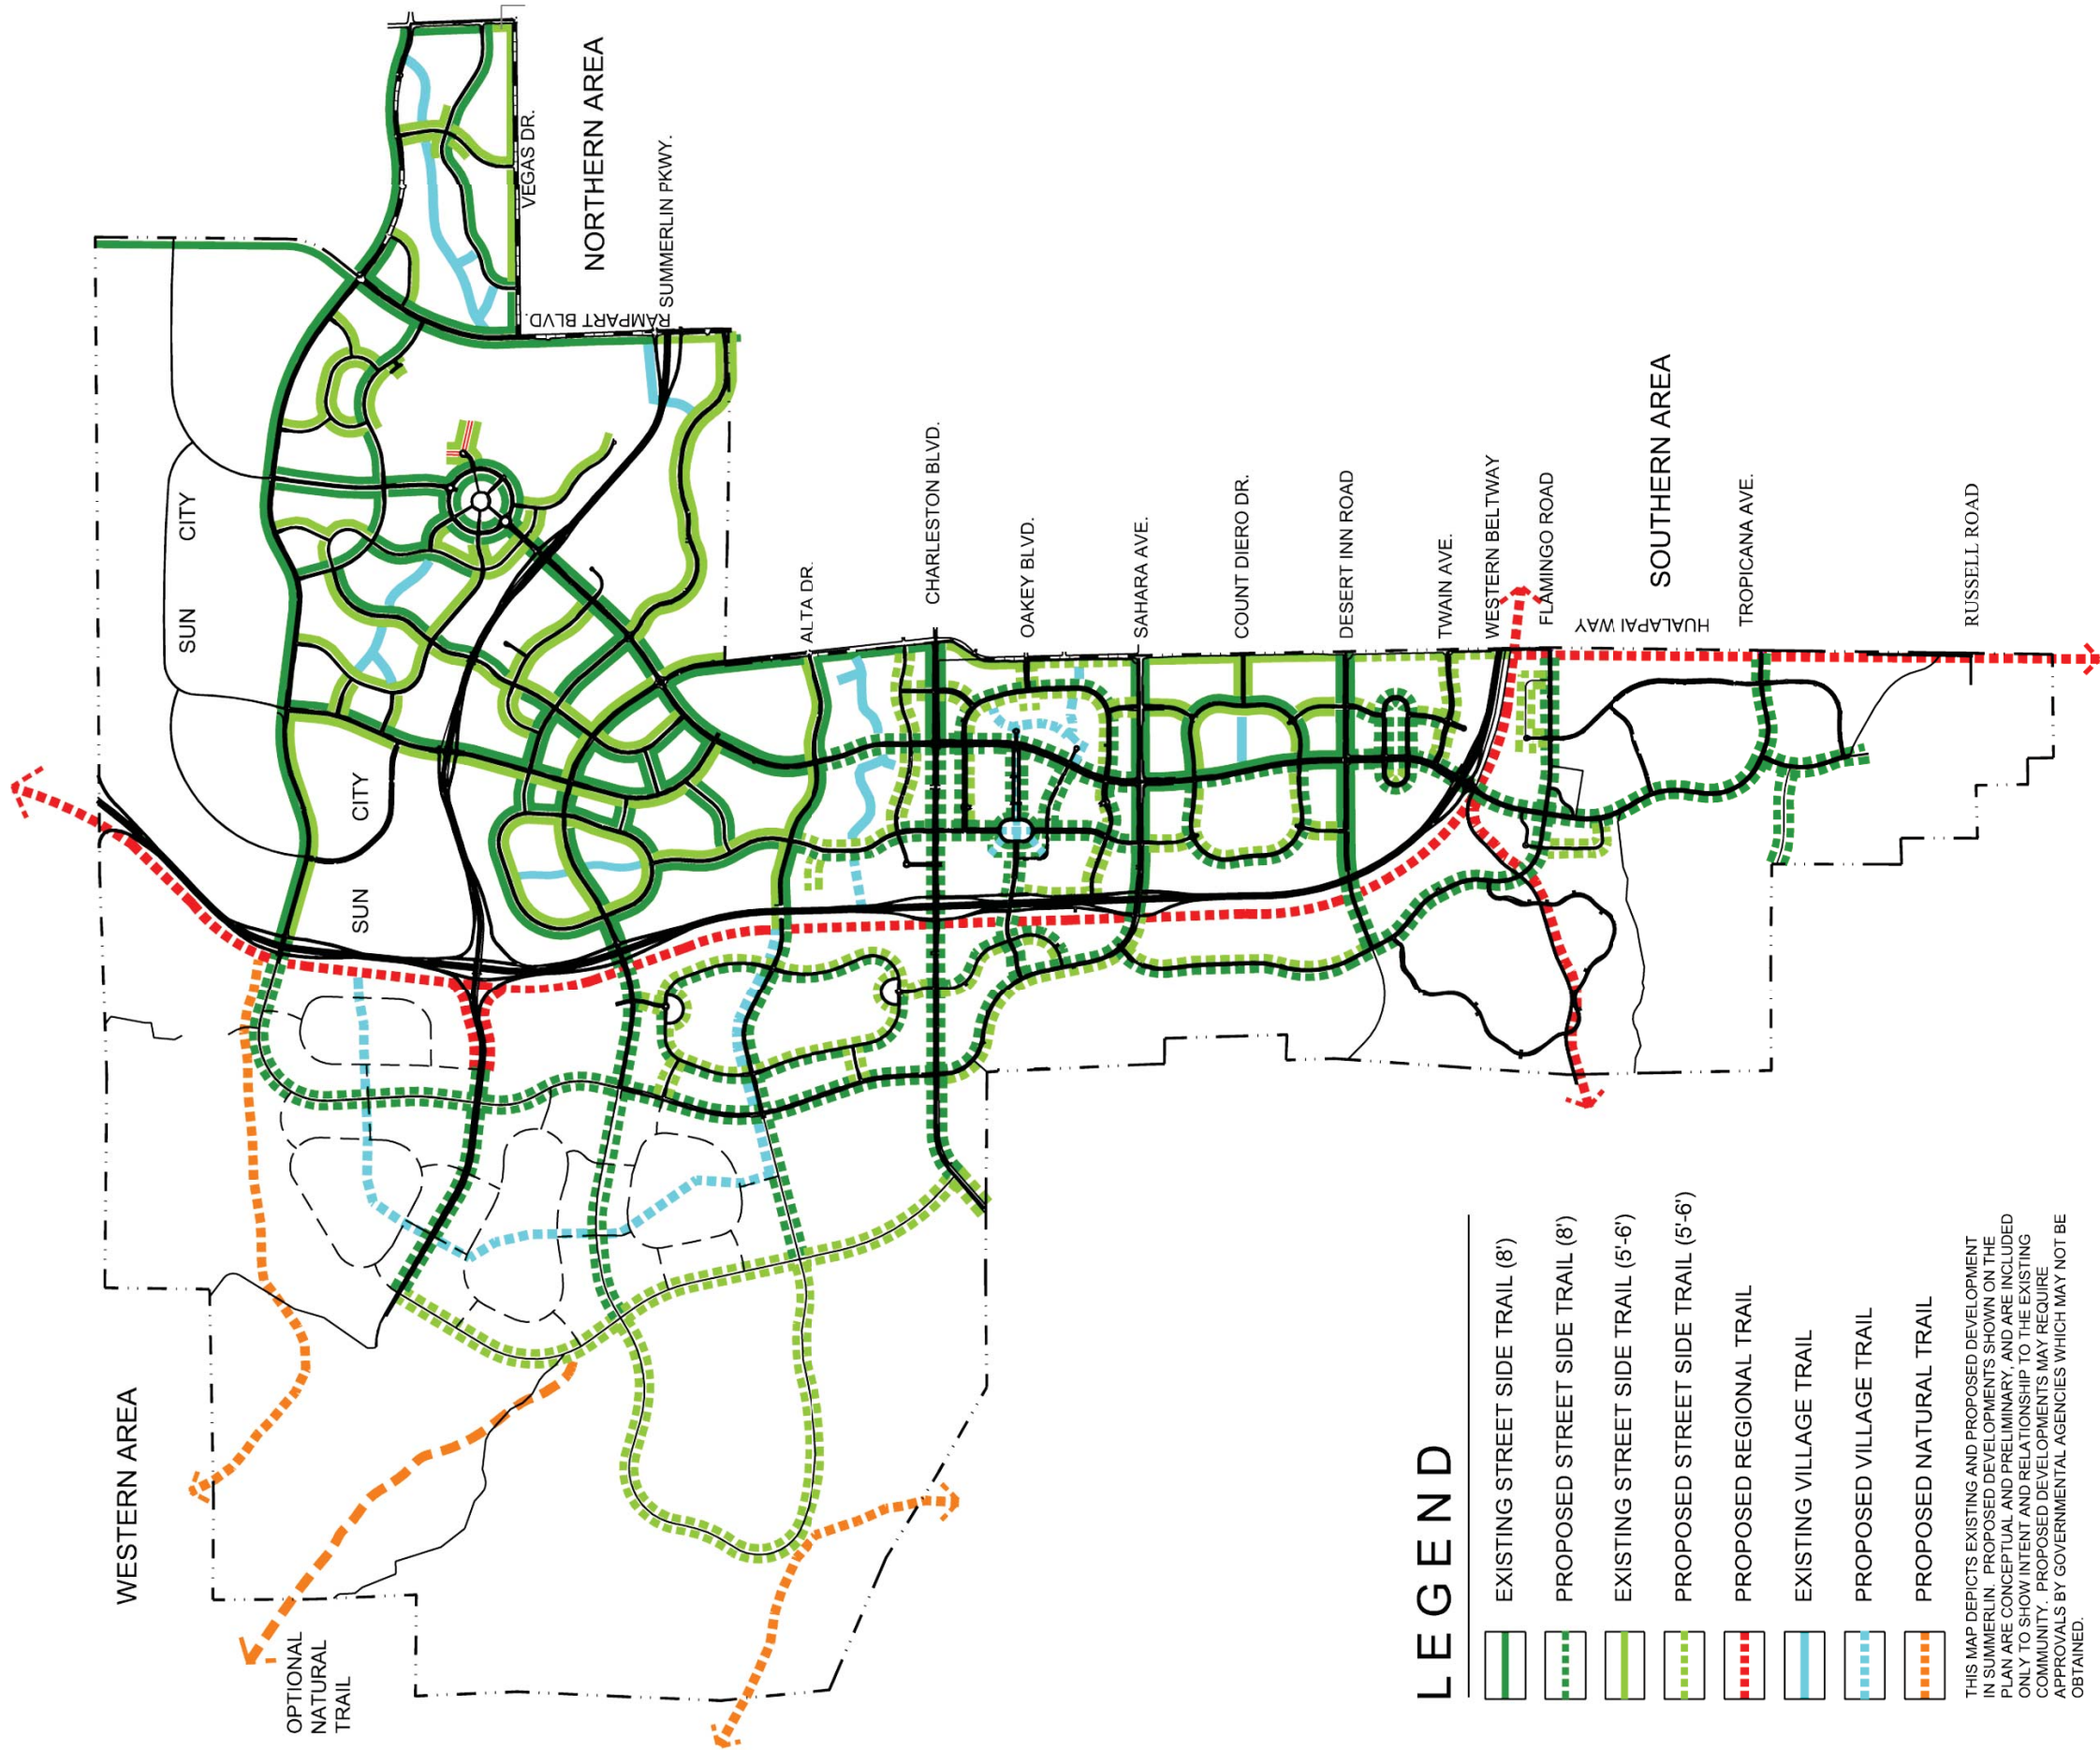 WESTERN AREA
OPTIONAL
NATURAL
TRAIL
SUN CITY
SUN CITY
SUN CITY
NORTHERN AREA
VEGAS DR.
SUMMERLIN PKWY.
RAMPART BLVD.
ALTA DR.
CHARLESTON BLVD.
OAKEY BLVD.
SAHARA AVE.
COUNT DIERO DR.
DESERT INN ROAD
TWAIN AVE.
WESTERN BELTWAY
FLAMINGO ROAD
HUALAPAI WAY
SOUTHERN AREA
TROPICANA AVE.
RUSSELL ROAD
LEGEND
EXISTING STREET SIDE TRAIL (8')
PROPOSED STREET SIDE TRAIL (8')
EXISTING STREET SIDE TRAIL (5'-6')
PROPOSED STREET SIDE TRAIL (5'-6")
PROPOSED REGIONAL TRAIL
EXISTING VILLAGE TRAIL
PROPOSED VILLAGE TRAIL
PROPOSED NATURAL TRAIL
THIS MAP DEPICTS EXISTING AND PROPOSED DEVELOPMENT
IN SUMMERLIN. PROPOSED DEVELOPMENTS SHOWN ON THE
PLAN ARE CONCEPTUAL AND PRELIMINARY, AND ARE INCLUDED
ONLY TO SHOW INTENT AND RELATIONSHIP TO THE EXISTING
COMMUNITY. PROPOSED DEVELOPMENTS MAY REQUIRE
APPROVALS BY GOVERNMENTAL AGENCIES WHICH MAY NOT BE
OBTAINED.